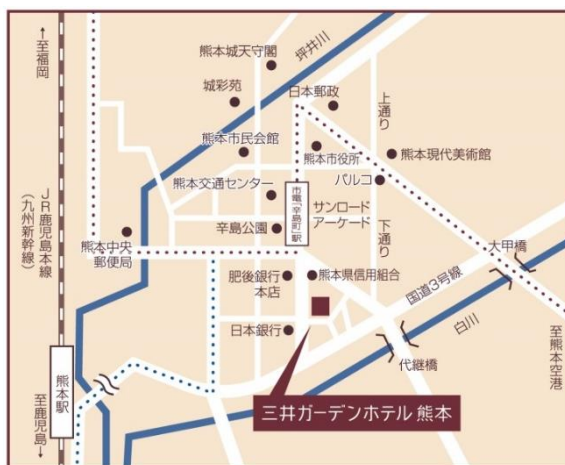 ←至福岡
熊本城天守閣
坪井川
城彩苑
日本郵政
上通り
熊本市民会館
熊本市役所
熊本現代美術館
熊本交通センター
パルコ
市電「辛島町」駅
サンロード
アーケード
JR鹿児島本線
(九州新幹線)
辛島公園
下通り
大甲橋
熊本中央
郵便局
肥後銀行
本店
熊本県信用組合
国道3号線
白川
日本銀行
代継橋
至熊本空港
熊本駅
至鹿児島→
三井ガーデンホテル 熊本